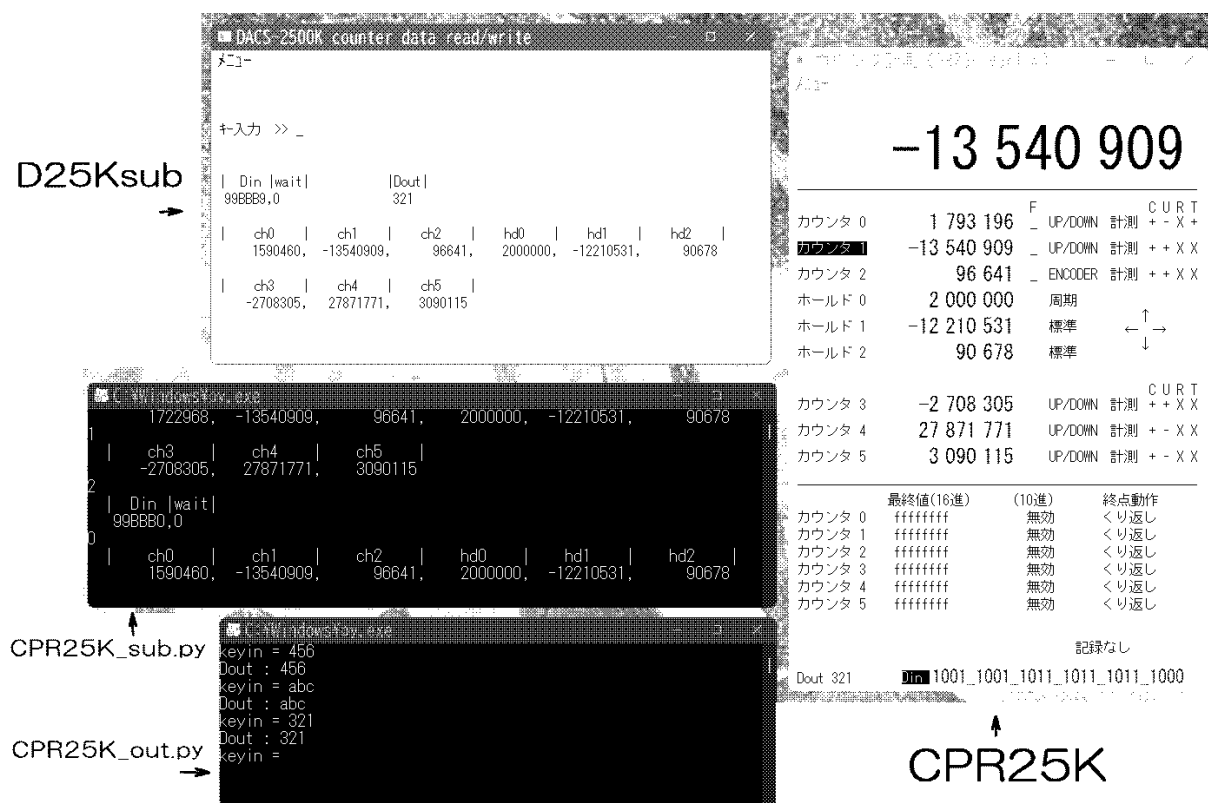 DACS-2500K counter data read/write
メニュー
キー入力 >> _
D25Ksub
| Din |wait| |Dout|
99BBB9,0 321
| ch0 | ch1 | ch2 | hd0 | hd1 | hd2 |
1590460, -13540909, 96641, 2000000, -12210531, 90678
| ch3 | ch4 | ch5 |
-2708305, 27871771, 3090115
C:¥Windows¥py.exe
1722968, -13540909, 96641, 2000000, -12210531, 90678
1
| ch3 | ch4 | ch5 |
-2708305, 27871771, 3090115
2
| Din |wait|
99BBB0,0
0
| ch0 | ch1 | ch2 | hd0 | hd1 | hd2 |
1590460, -13540909, 96641, 2000000, -12210531, 90678
CPR25K_sub.py
C:¥Windows¥py.exe
keyin = 456
Dout : 456
keyin = abc
Dout : abc
keyin = 321
Dout : 321
keyin =
CPR25K_out.py
メニュー
-13 540 909
F C U R T
カウンタ 0 1 793 196 _ UP/DOWN 計測 + - X +
カウンタ 1 -13 540 909 _ UP/DOWN 計測 + + X X
カウンタ 2 96 641 _ ENCODER 計測 + + X X
ホールド 0 2 000 000 周期
ホールド 1 -12 210 531 標準 ← ↑ →
ホールド 2 90 678 標準 ↓
C U R T
カウンタ 3 -2 708 305 UP/DOWN 計測 + + X X
カウンタ 4 27 871 771 UP/DOWN 計測 + - X X
カウンタ 5 3 090 115 UP/DOWN 計測 + - X X
最終値(16進) (10進) 終点動作
カウンタ 0 ffffffff 無効 くり返し
カウンタ 1 ffffffff 無効 くり返し
カウンタ 2 ffffffff 無効 くり返し
カウンタ 3 ffffffff 無効 くり返し
カウンタ 4 ffffffff 無効 くり返し
カウンタ 5 ffffffff 無効 くり返し
記録なし
Dout 321 Din 1001_1001_1011_1011_1011_1000
CPR25K